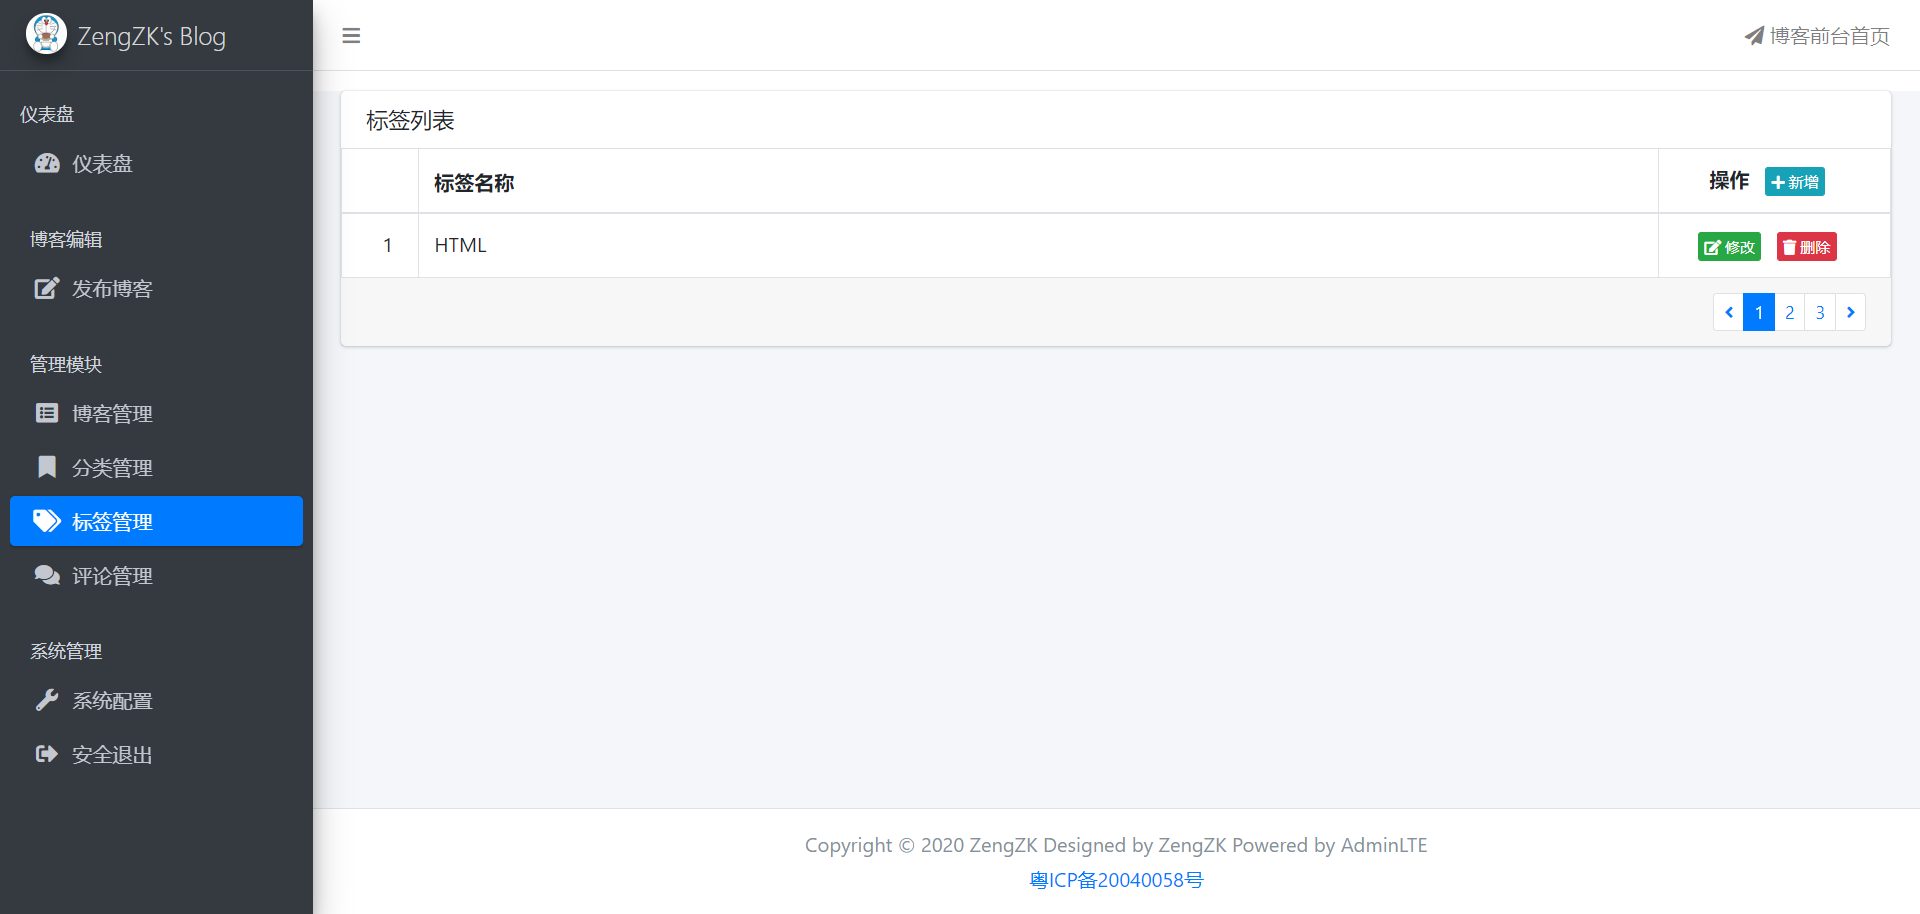 ZengZK's Blog
博客前台首页
仪表盘
仪表盘
博客编辑
发布博客
管理模块
博客管理
分类管理
标签管理
评论管理
系统管理
系统配置
安全退出
标签列表
标签名称 操作 新增
1 HTML 修改 删除
1 2 3
Copyright © 2020 ZengZK Designed by ZengZK Powered by AdminLTE
粤ICP备20040058号